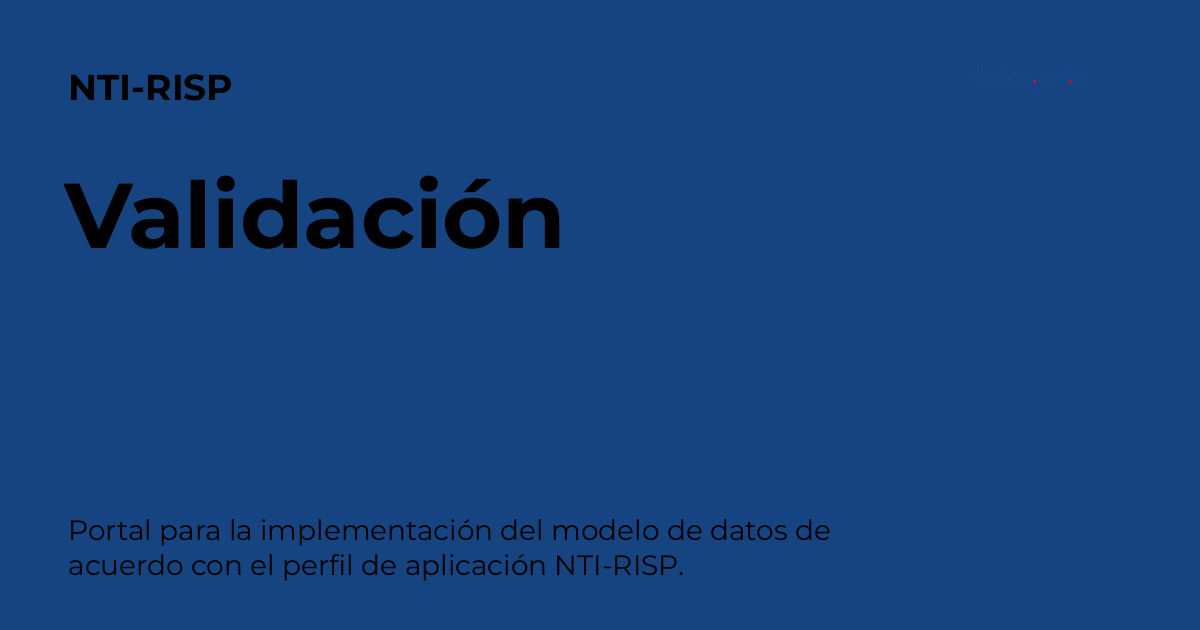 NTI-RISP
Validación
Portal para la implementación del modelo de datos de
acuerdo con el perfil de aplicación NTI-RISP.